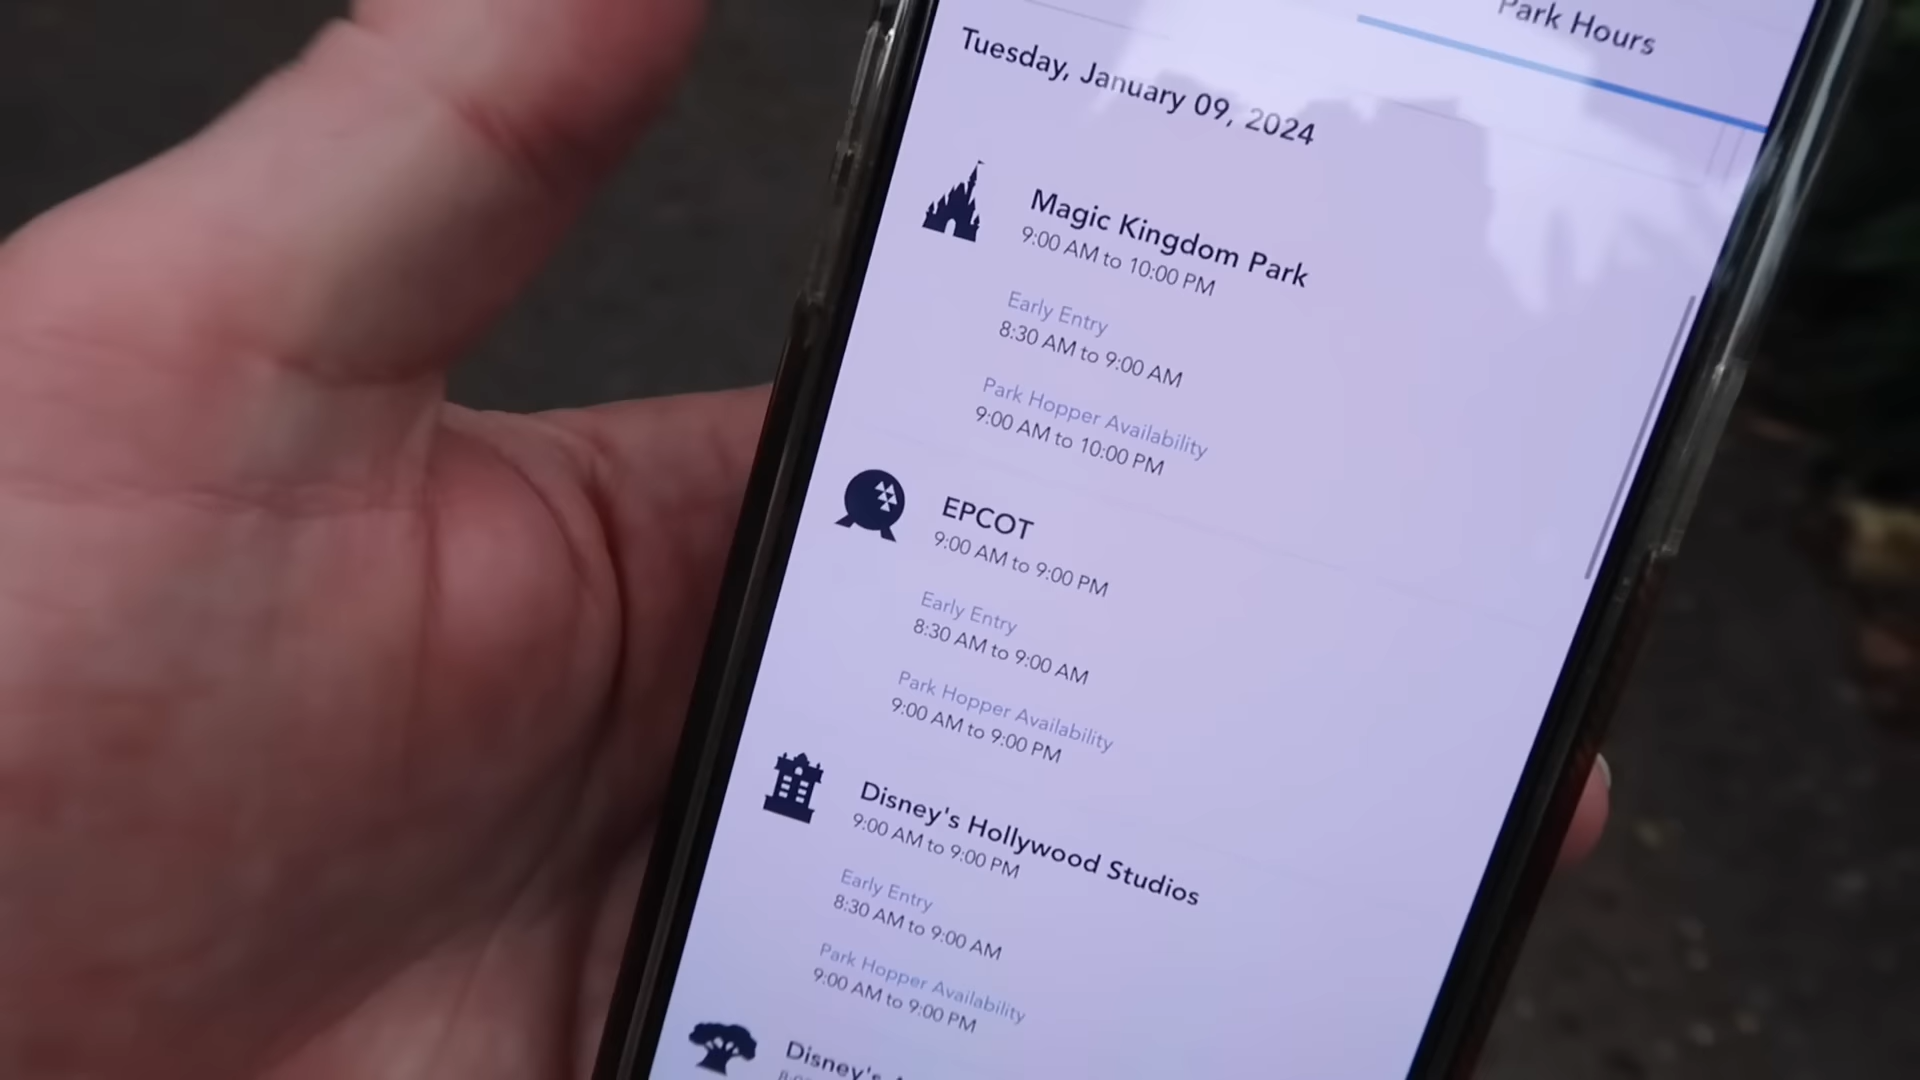 Park Hours
Tuesday, January 09, 2024
Magic Kingdom Park
9:00 AM to 10:00 PM
Early Entry
8:30 AM to 9:00 AM
Park Hopper Availability
9:00 AM to 10:00 PM
EPCOT
9:00 AM to 9:00 PM
Early Entry
8:30 AM to 9:00 AM
Park Hopper Availability
9:00 AM to 9:00 PM
Disney's Hollywood Studios
9:00 AM to 9:00 PM
Early Entry
8:30 AM to 9:00 AM
Park Hopper Availability
9:00 AM to 9:00 PM
Disney's